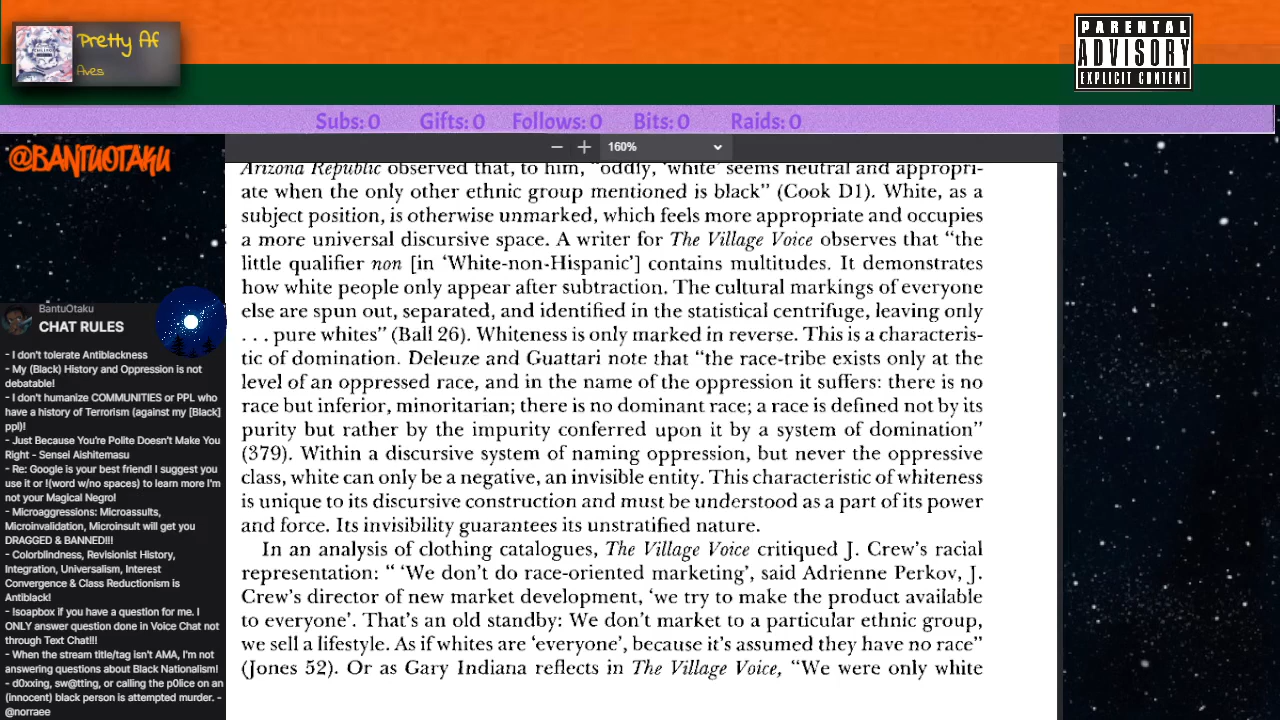 Pretty Af
Aves
PARENTAL
ADVISORY
EXPLICIT CONTENT
Subs: 0 Gifts: 0 Follows: 0 Bits: 0 Raids: 0
@BANTUOTAKU
160%
Arizona Republic observed that, to him, “oddly, ‘white’ seems neutral and appropri-
ate when the only other ethnic group mentioned is black” (Cook D1). White, as a
subject position, is otherwise unmarked, which feels more appropriate and occupies
a more universal discursive space. A writer for The Village Voice observes that “the
little qualifier non [in ‘White-non-Hispanic’] contains multitudes. It demonstrates
how white people only appear after subtraction. The cultural markings of everyone
else are spun out, separated, and identified in the statistical centrifuge, leaving only
. . . pure whites” (Ball 26). Whiteness is only marked in reverse. This is a characteris-
tic of domination. Deleuze and Guattari note that “the race-tribe exists only at the
level of an oppressed race, and in the name of the oppression it suffers: there is no
race but inferior, minoritarian; there is no dominant race; a race is defined not by its
purity but rather by the impurity conferred upon it by a system of domination”
(379). Within a discursive system of naming oppression, but never the oppressive
class, white can only be a negative, an invisible entity. This characteristic of whiteness
is unique to its discursive construction and must be understood as a part of its power
and force. Its invisibility guarantees its unstratified nature.
In an analysis of clothing catalogues, The Village Voice critiqued J. Crew’s racial
representation: “ ‘We don’t do race-oriented marketing’, said Adrienne Perkov, J.
Crew’s director of new market development, ‘we try to make the product available
to everyone’. That’s an old standby: We don’t market to a particular ethnic group,
we sell a lifestyle. As if whites are ‘everyone’, because it’s assumed they have no race”
(Jones 52). Or as Gary Indiana reflects in The Village Voice, “We were only white
BantuOtaku
CHAT RULES
- I don't tolerate Antiblackness
- My (Black) History and Oppression is not
debatable!
- I don't humanize COMMUNITIES or PPL who
have a history of Terrorism (against my [Black]
ppl)!
- Just Because You're Polite Doesn't Make You
Right - Sensei Aishitemasu
- Re: Google is your best friend! I suggest you
use it or !(word w/no spaces) to learn more I'm
not your Magical Negro!
- Microaggressions: Microassults,
Microinvalidation, Microinsult will get you
DRAGGED & BANNED!!!
- Colorblindness, Revisionist History,
Integration, Universalism, Interest
Convergence & Class Reductionism is
Antiblack!
- !soapbox if you have a question for me. I
ONLY answer question done in Voice Chat not
through Text Chat!!!
- When the stream title/tag isn't AMA, I'm not
answering questions about Black Nationalism!
- d0xxing, sw@tting, or calling the p0lice on an
(innocent) black person is attempted murder. -
@norraee